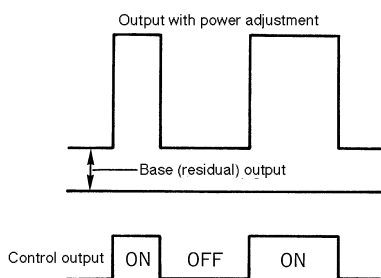 Output with power adjustment
Base (residual) output
Control output
ON
OFF
ON